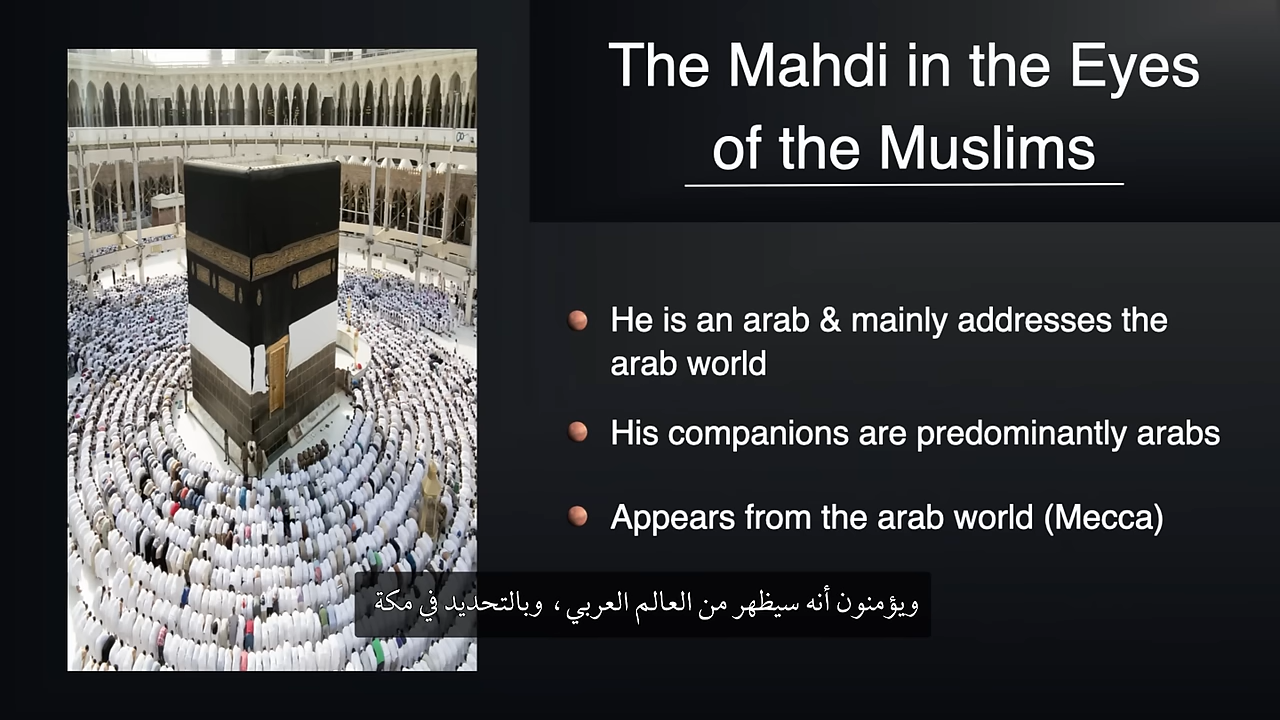 The Mahdi in the Eyes
of the Muslims
He is an arab & mainly addresses the
arab world
His companions are predominantly arabs
Appears from the arab world (Mecca)
ويؤمنون أنه سيظهر من العالم العربي، وبالتحديد في مكة